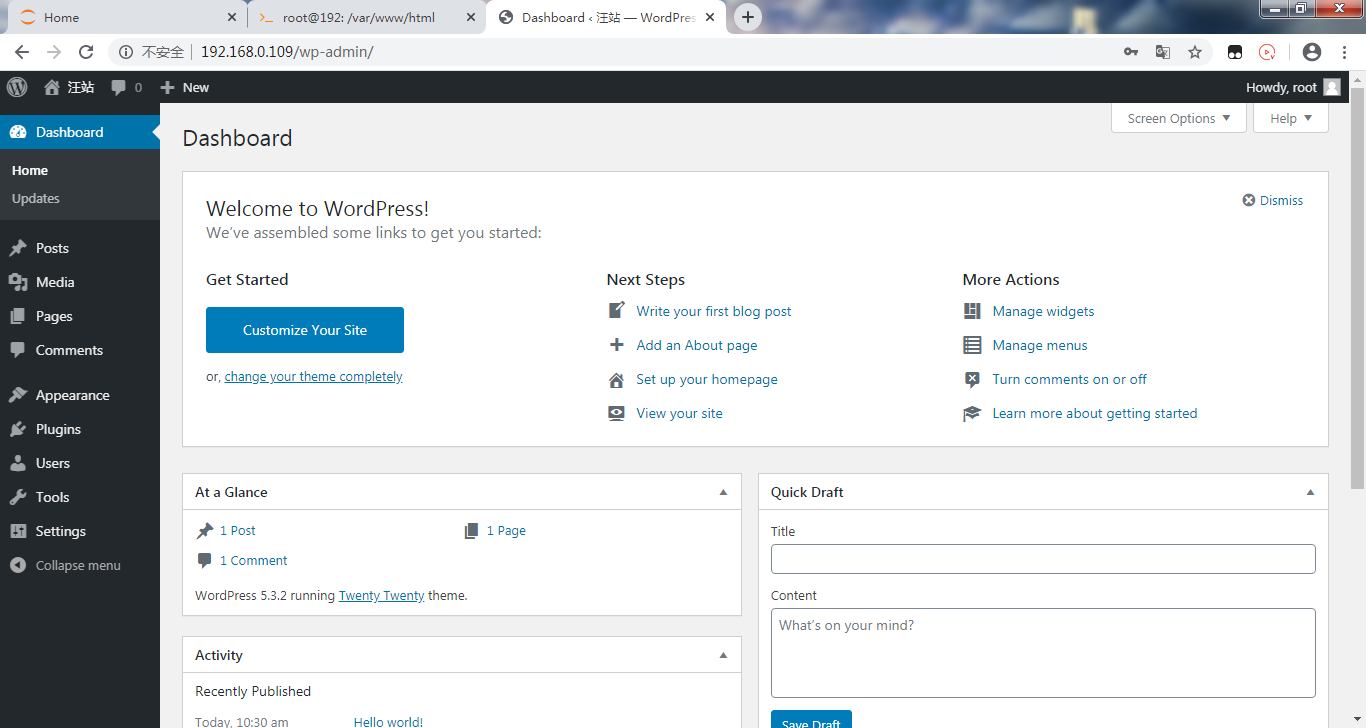 Home
root@192: /var/www/html
Dashboard ‹ 汪站 — WordPres
不安全
192.168.0.109/wp-admin/
汪站
0
New
Howdy, root
Dashboard
Home
Updates
Posts
Media
Pages
Comments
Appearance
Plugins
Users
Tools
Settings
Collapse menu
Dashboard
Screen Options
Help
Welcome to WordPress!
Dismiss
We’ve assembled some links to get you started:
Get Started
Customize Your Site
or, change your theme completely
Next Steps
Write your first blog post
Add an About page
Set up your homepage
View your site
More Actions
Manage widgets
Manage menus
Turn comments on or off
Learn more about getting started
At a Glance
1 Post
1 Page
1 Comment
WordPress 5.3.2 running Twenty Twenty theme.
Activity
Recently Published
Today, 10:30 am
Hello world!
Quick Draft
Title
Content
What’s on your mind?
Save Draft